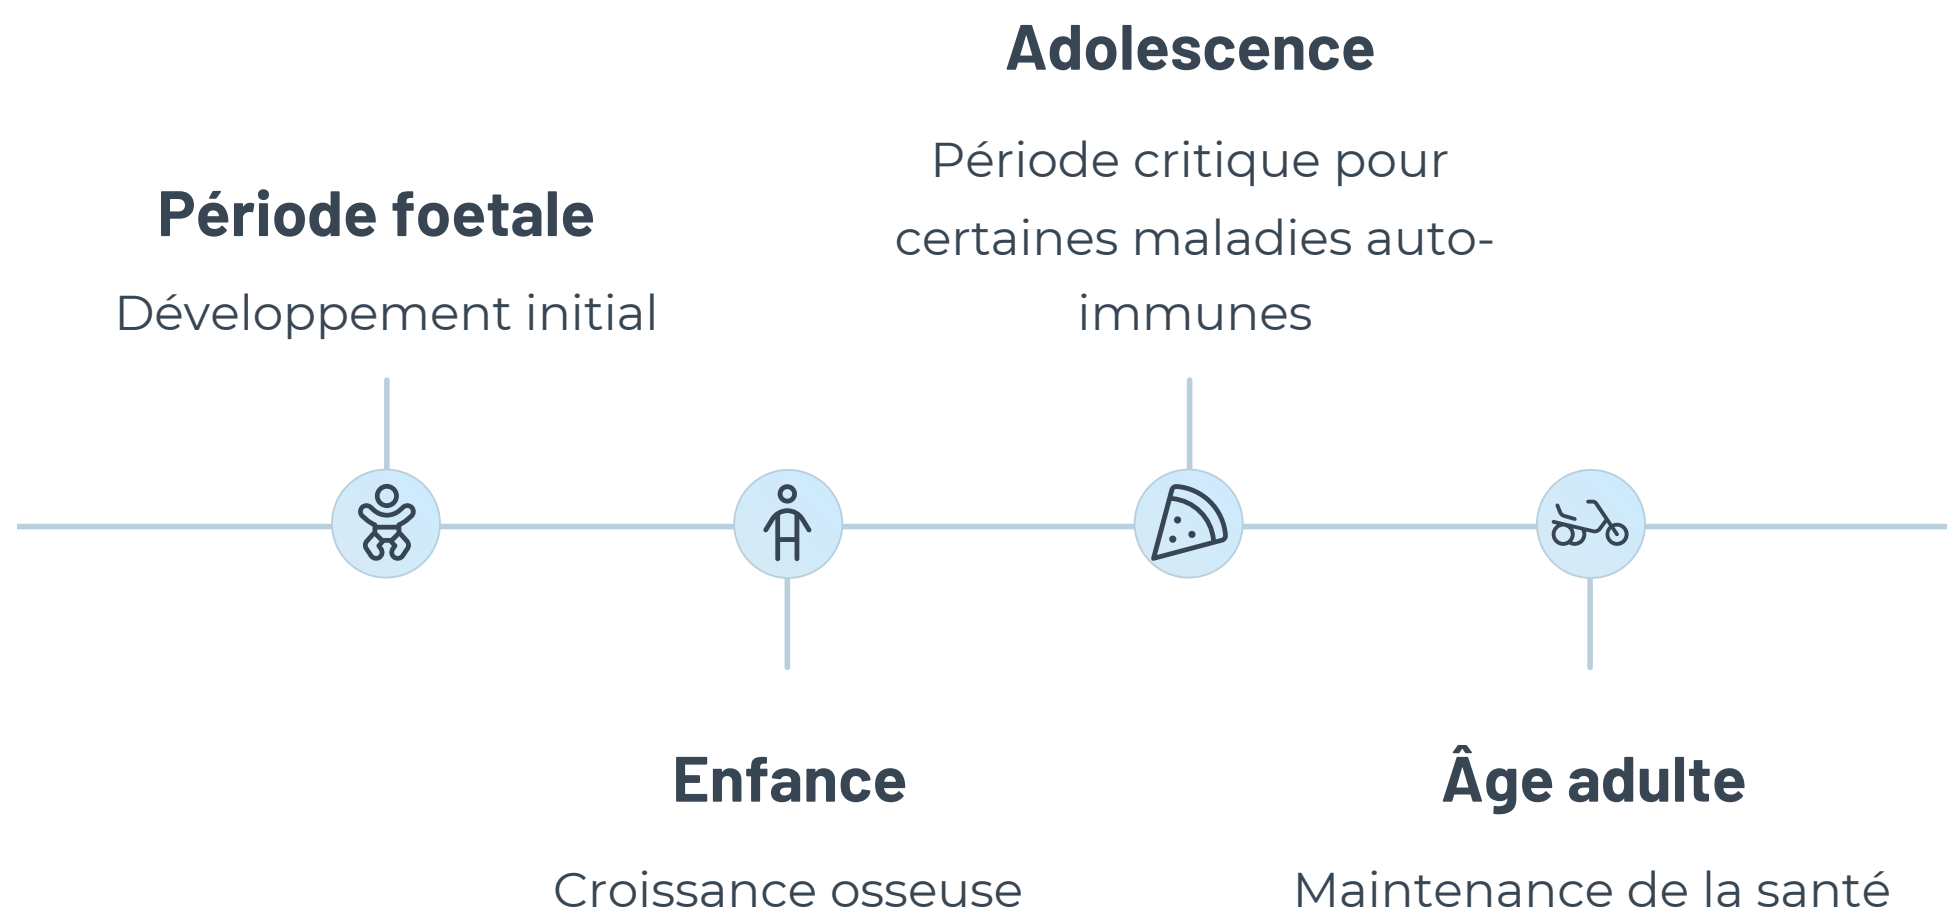 Période foetale
Développement initial
Enfance
Croissance osseuse
Adolescence
Période critique pour
certaines maladies auto-
immunes
Âge adulte
Maintenance de la santé